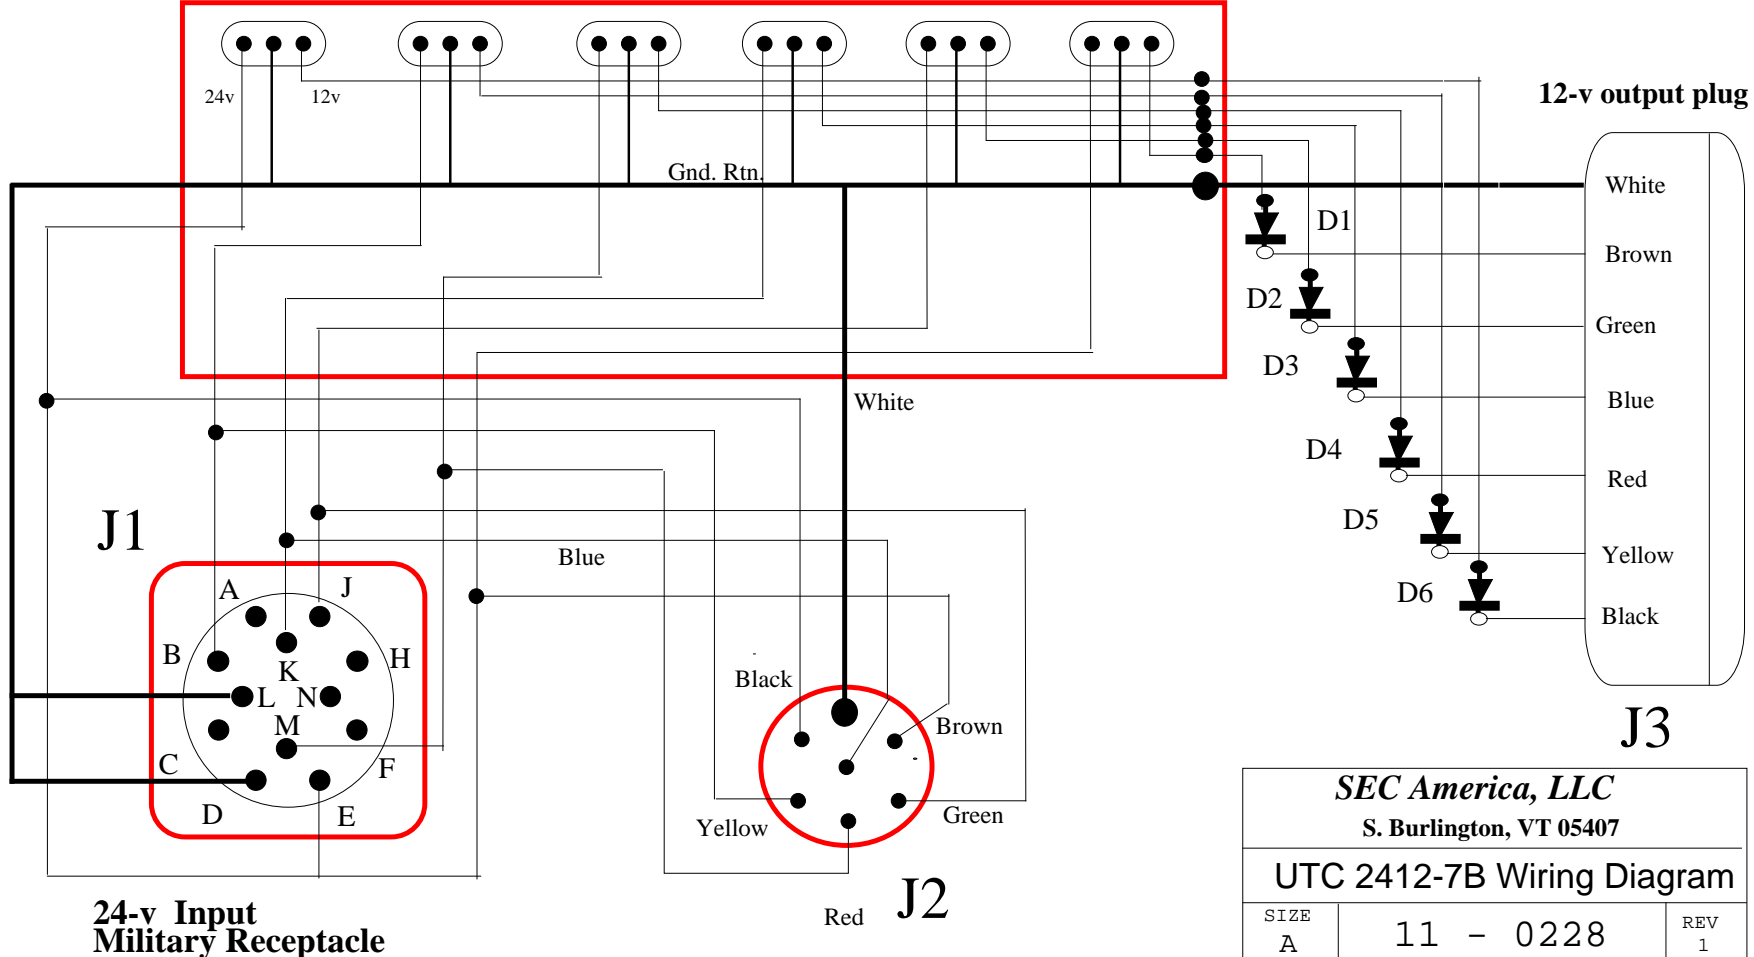 24v
12v
12-v output plug
Gnd. Rtn.
White
D1
Brown
D2
Green
D3
White
Blue
D4
Red
J1
D5
Blue
Yellow
A
J
D6
Black
B
H
K
Black
L
N
M
Brown
J3
C
F
D
E
Yellow
Green
SEC America, LLC
S. Burlington, VT 05407
UTC 2412-7B Wiring Diagram
J2
Red
24-v Input
Military Receptacle
SIZE
A
11 - 0228
REV
1